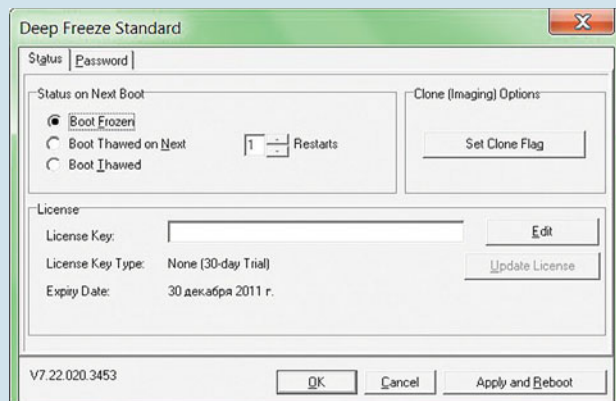 Deep Freeze Standard
Status Password
Status on Next Boot
Boot Frozen
Boot Thawed on Next 1 Restarts
Boot Thawed
Clone (Imaging) Options
Set Clone Flag
License
License Key: Edit
License Key Type: None (30-day Trial) Update License
Expiry Date: 30 декабря 2011 г.
V7.22.020.3453 OK Cancel Apply and Reboot